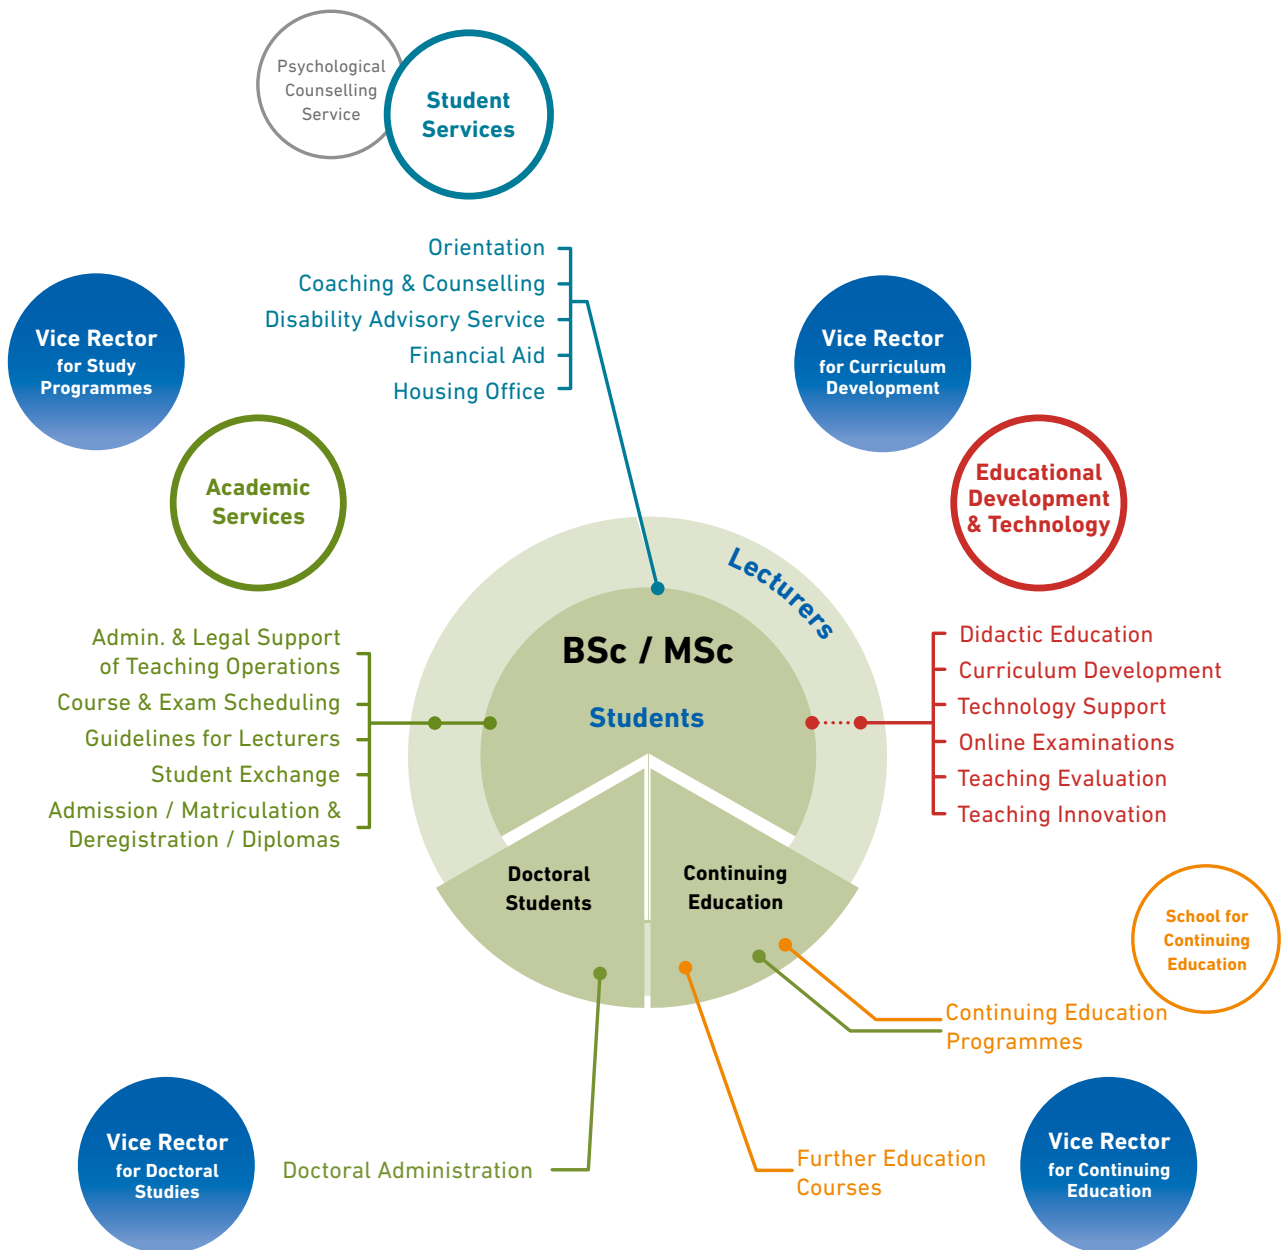 Psychological
Counselling
Service
Student
Services
Orientation
Coaching & Counselling
Disability Advisory Service
Financial Aid
Housing Office
Vice Rector
for Study
Programmes
Vice Rector
for Curriculum
Development
Academic
Services
Educational
Development
& Technology
Lecturers
BSc / MSc
Students
Admin. & Legal Support
of Teaching Operations
Course & Exam Scheduling
Guidelines for Lecturers
Student Exchange
Admission / Matriculation &
Deregistration / Diplomas
Didactic Education
Curriculum Development
Technology Support
Online Examinations
Teaching Evaluation
Teaching Innovation
Doctoral
Students
Continuing
Education
School for
Continuing
Education
Continuing Education
Programmes
Vice Rector
for Doctoral
Studies
Doctoral Administration
Further Education
Courses
Vice Rector
for Continuing
Education